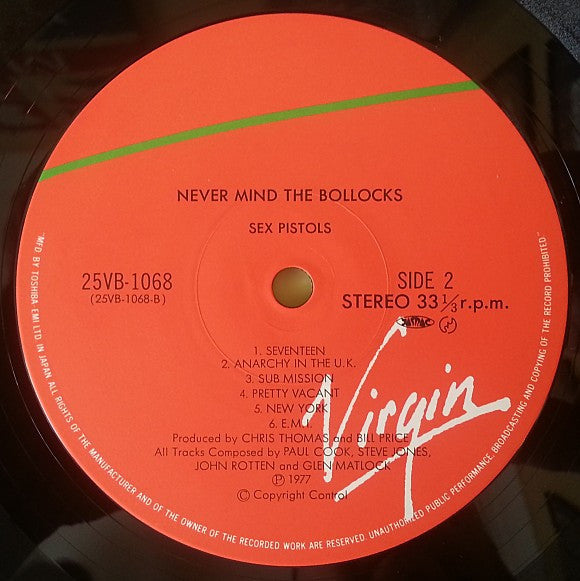 NEVER MIND THE BOLLOCKS
SEX PISTOLS
25VB-1068
(25VB-1068-B)
SIDE 2
STEREO 33 1/3 r.p.m.
1. SEVENTEEN
2. ANARCHY IN THE U.K.
3. SUB MISSION
4. PRETTY VACANT
5. NEW YORK
6. E.M.I.
Virgin
Produced by CHRIS THOMAS and BILL PRICE
All Tracks Composed by PAUL COOK, STEVE JONES,
JOHN ROTTEN and GLEN MATLOCK
Ⓟ 1977
© Copyright Control
"MFD. BY TOSHIBA EMI LTD. IN JAPAN ALL RIGHTS OF THE MANUFACTURER AND OF THE OWNER OF THE RECORDED WORK ARE RESERVED. UNAUTHORIZED PUBLIC PERFORMANCE, BROADCASTING AND COPYING OF THE RECORD PROHIBITED."